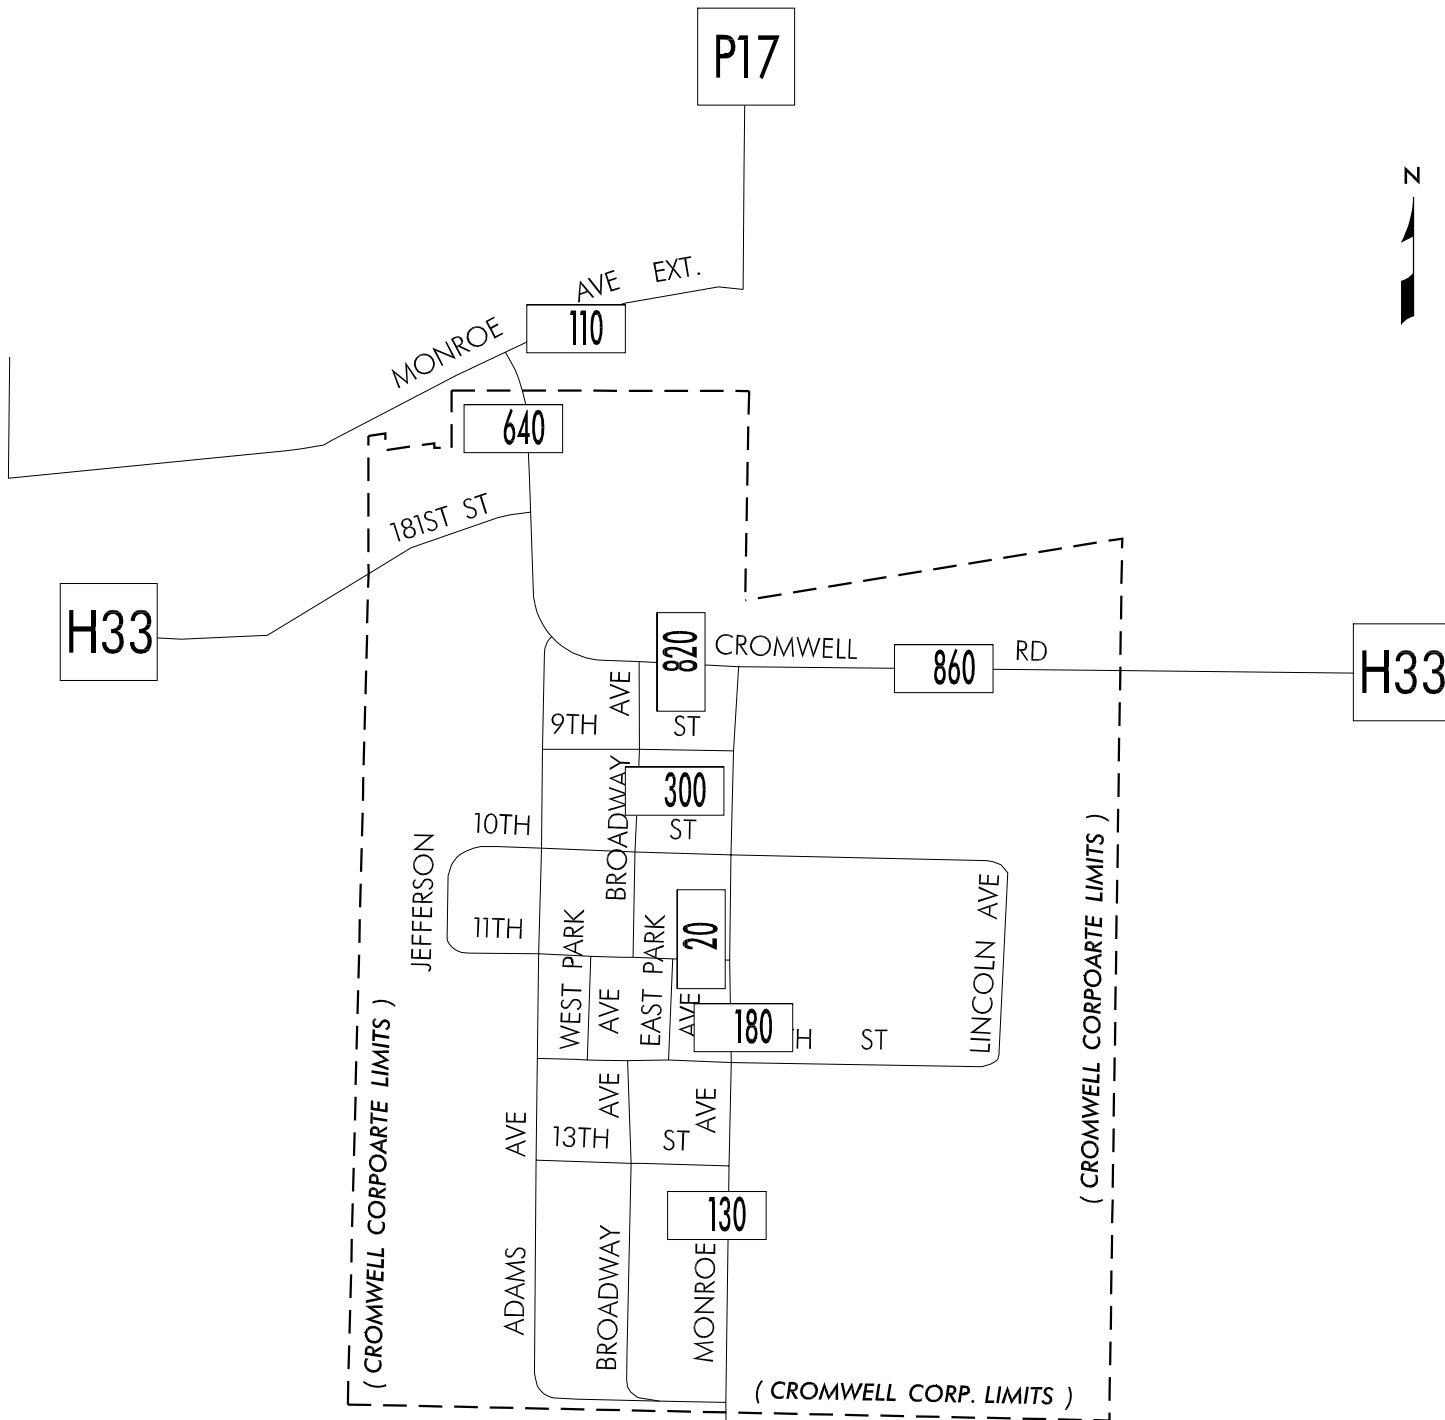 P17
N
AVE EXT.
110
MONROE
640
181ST ST
H33
820
CROMWELL
860
RD
H33
AVE
9TH
ST
BROADWAY
300
10TH
ST
JEFFERSON
11TH
WEST PARK
AVE
EAST PARK
AVE
20
180
TH ST
LINCOLN AVE
( CROMWELL CORPOARTE LIMITS )
( CROMWELL CORPOARTE LIMITS )
AVE
AVE
AVE
13TH
ST
130
ADAMS
BROADWAY
MONROE
( CROMWELL CORP. LIMITS )